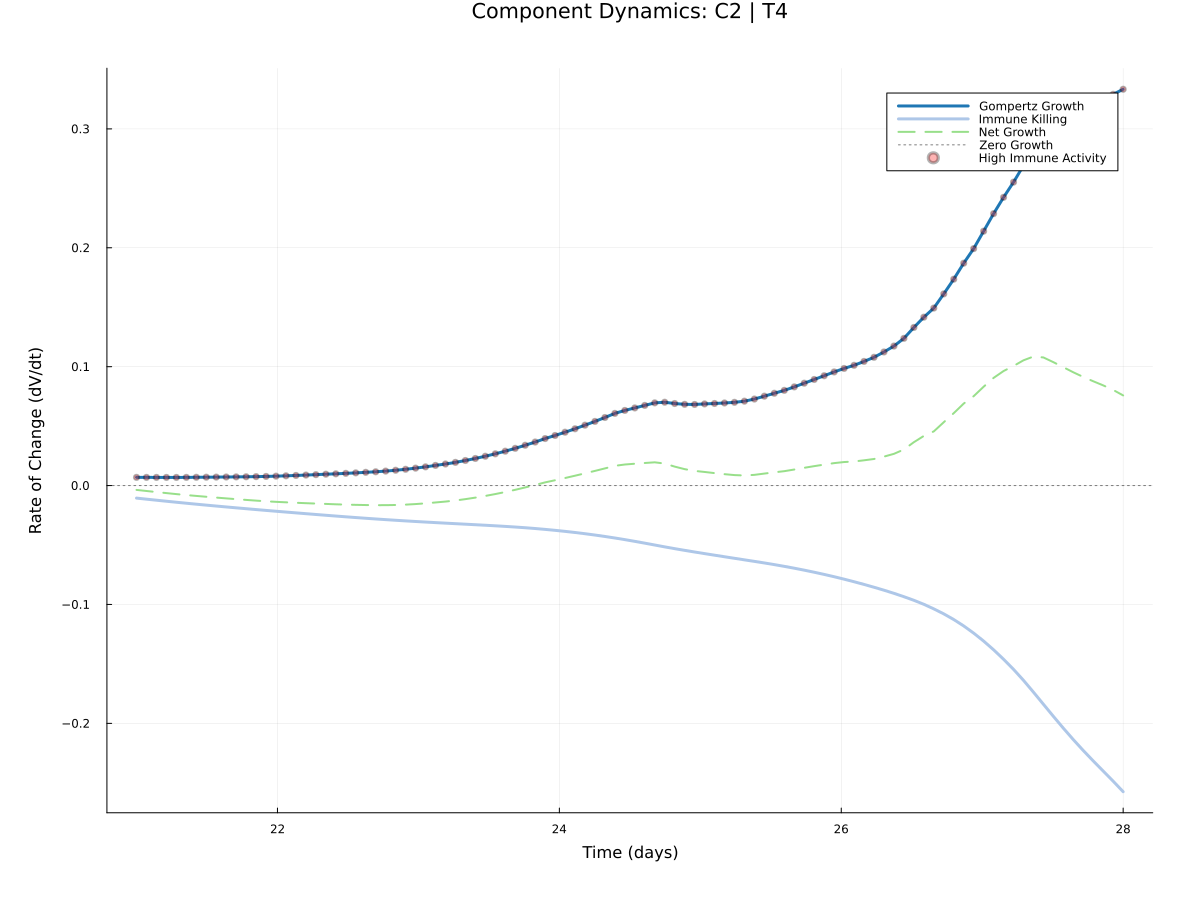 Component Dynamics: C2 | T4
Gompertz Growth
Immune Killing
Net Growth
Zero Growth
High Immune Activity
0.3
0.2
0.1
0.0
−0.1
−0.2
Rate of Change (dV/dt)
22
24
26
28
Time (days)